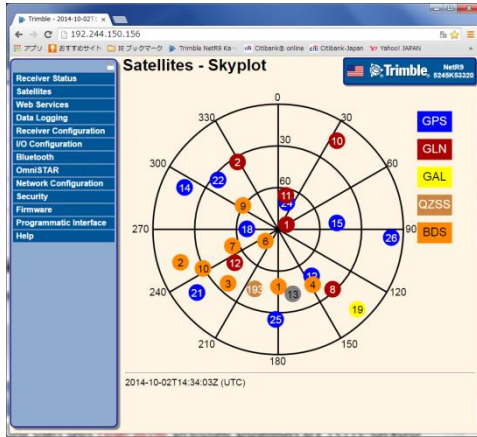 Trimble - 2014-10-02T1
192.244.150.156
アプリ おすすめサイト IE ブックマーク Trimble NetR9 Ka… Citibank® online Citibank-Japan Yahoo! JAPAN
Satellites - Skyplot
Trimble. NetR9
5245K53320
Receiver Status
Satellites
Web Services
Data Logging
Receiver Configuration
I/O Configuration
Bluetooth
OmniSTAR
Network Configuration
Security
Firmware
Programmatic Interface
Help
0
330 30
30
300 60
60
270 90
240 120
210 150
180
10
2
14 22
11
24
9
18 1 15
26
7 6
2 10 12
21 3 193 1 13 12 4 8
19
25
GPS
GLN
GAL
QZSS
BDS
2014-10-02T14:34:03Z (UTC)